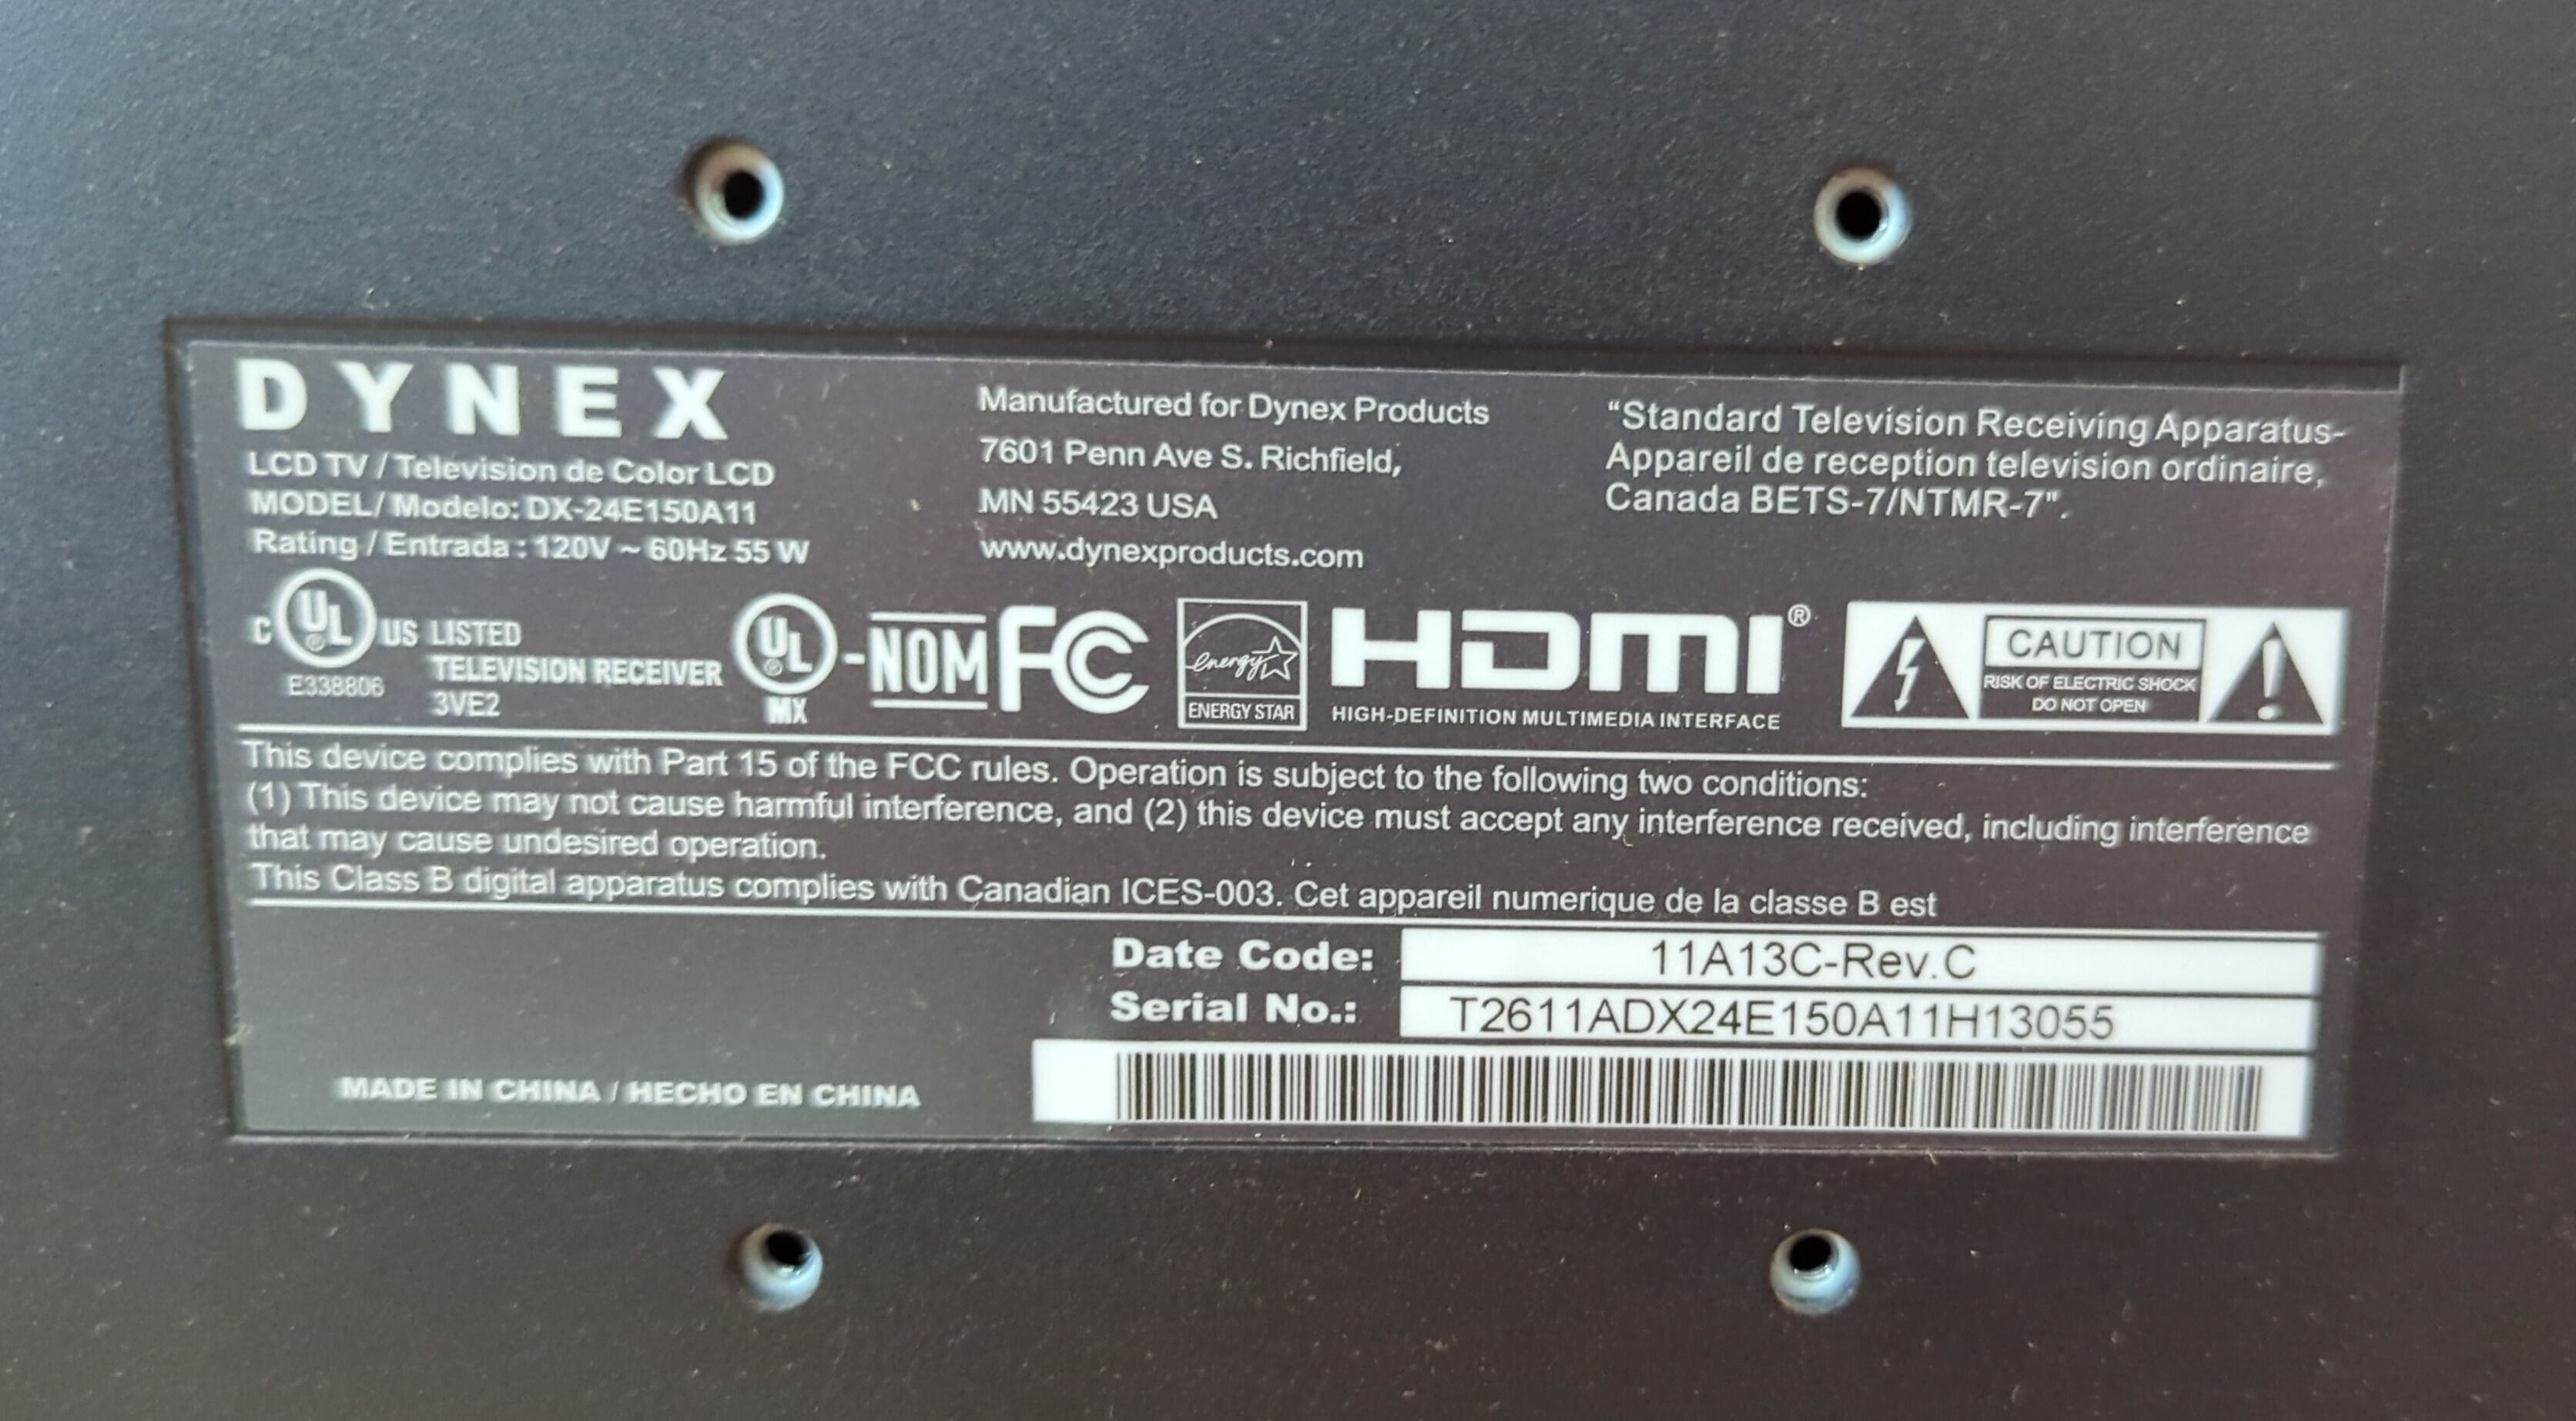 DYNEX
LCD TV / Television de Color LCD
MODEL/ Modelo: DX-24E150A11
Rating / Entrada : 120V ~ 60Hz 55 W
Manufactured for Dynex Products
7601 Penn Ave S. Richfield,
MN 55423 USA
www.dynexproducts.com
“Standard Television Receiving Apparatus-
Appareil de reception television ordinaire,
Canada BETS-7/NTMR-7".
C UL ® US LISTED
TELEVISION RECEIVER
E338806
3VE2
UL ® -NOM
MX
FC
energy
ENERGY STAR
HDMI®
HIGH-DEFINITION MULTIMEDIA INTERFACE
CAUTION
RISK OF ELECTRIC SHOCK
DO NOT OPEN
This device complies with Part 15 of the FCC rules. Operation is subject to the following two conditions:
(1) This device may not cause harmful interference, and (2) this device must accept any interference received, including interference
that may cause undesired operation.
This Class B digital apparatus complies with Canadian ICES-003. Cet appareil numerique de la classe B est
Date Code: 11A13C-Rev.C
Serial No.: T2611ADX24E150A11H13055
MADE IN CHINA / HECHO EN CHINA